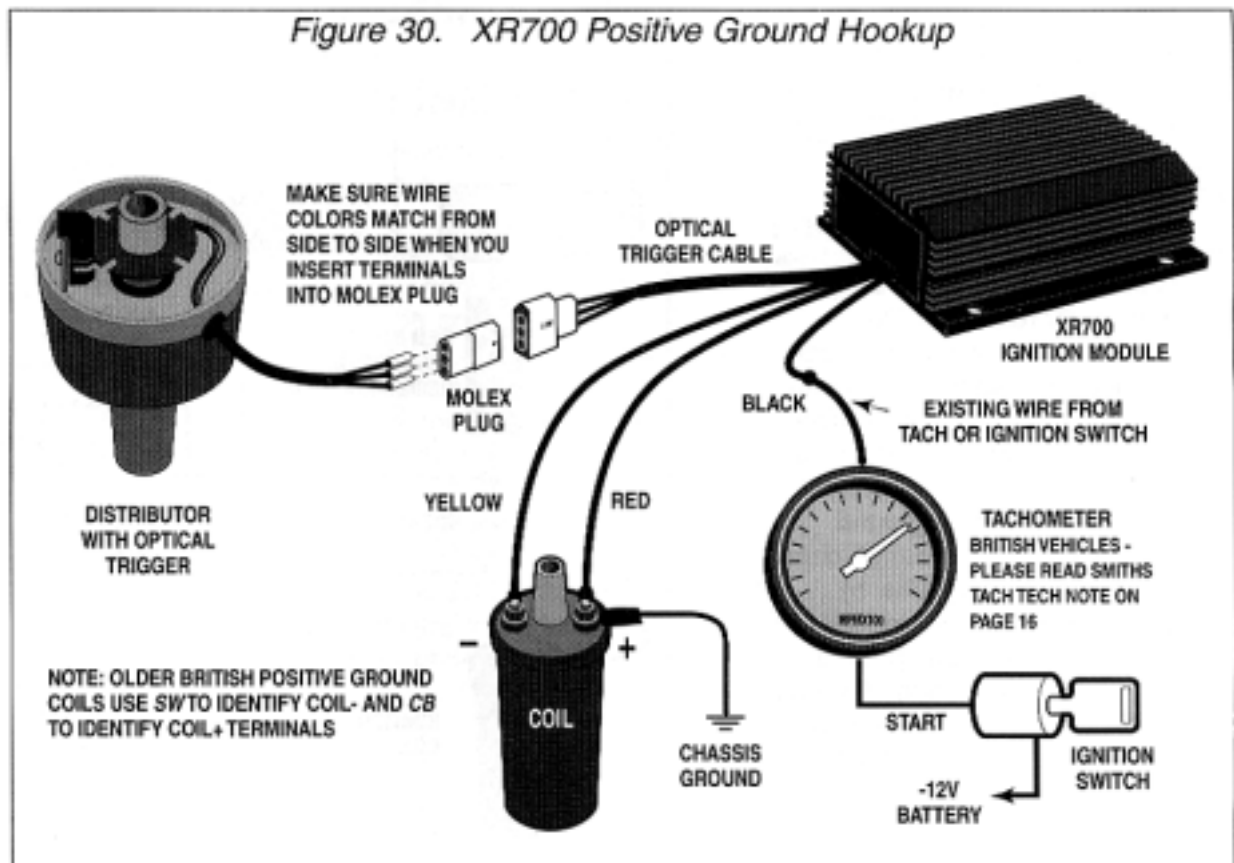 Figure 30. XR700 Positive Ground Hookup
MAKE SURE WIRE
COLORS MATCH FROM
SIDE TO SIDE WHEN YOU
INSERT TERMINALS
INTO MOLEX PLUG
OPTICAL
TRIGGER CABLE
XR700
IGNITION MODULE
MOLEX
PLUG
BLACK
EXISTING WIRE FROM
TACH OR IGNITION SWITCH
DISTRIBUTOR
WITH OPTICAL
TRIGGER
YELLOW
RED
TACHOMETER
BRITISH VEHICLES -
PLEASE READ SMITHS
TACH TECH NOTE ON
PAGE 16
RPMX100
-
+
NOTE: OLDER BRITISH POSITIVE GROUND
COILS USE SW TO IDENTIFY COIL- AND CB
TO IDENTIFY COIL+ TERMINALS
COIL
CHASSIS
GROUND
START
IGNITION
SWITCH
-12V
BATTERY